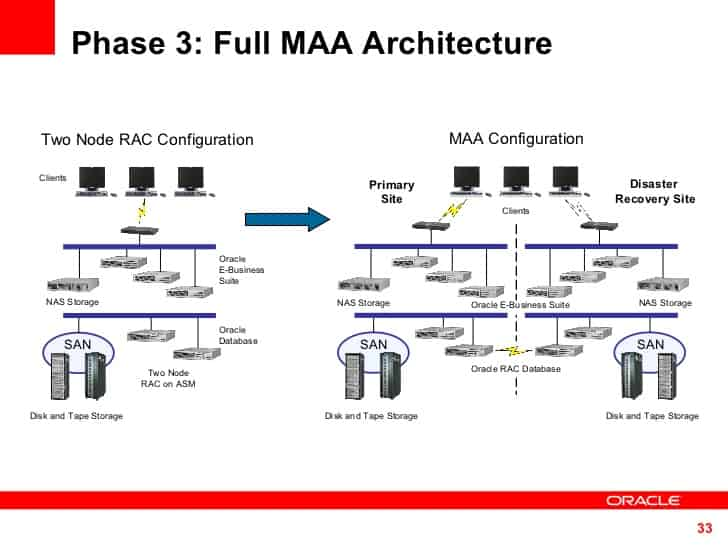 Phase 3: Full MAA Architecture
Two Node RAC Configuration
Clients
Oracle
E-Business
Suite
NAS Storage
Oracle
Database
SAN
Two Node
RAC on ASM
Disk and Tape Storage
MAA Configuration
Primary
Site
Clients
Disaster
Recovery Site
NAS Storage
Oracle E-Business Suite
NAS Storage
SAN
SAN
Oracle RAC Database
Disk and Tape Storage
Disk and Tape Storage
ORACLE
33